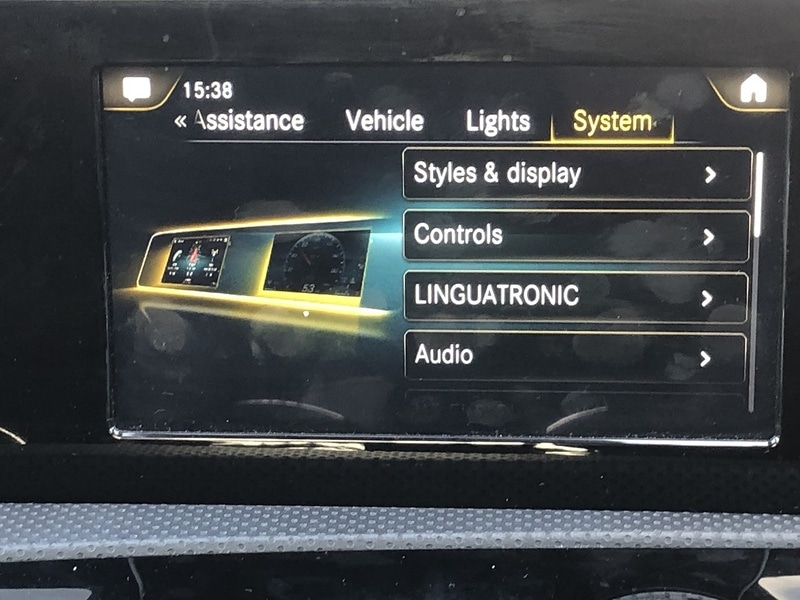 15:38
« Assistance Vehicle Lights System
Styles & display
Controls
LINGUATRONIC
Audio